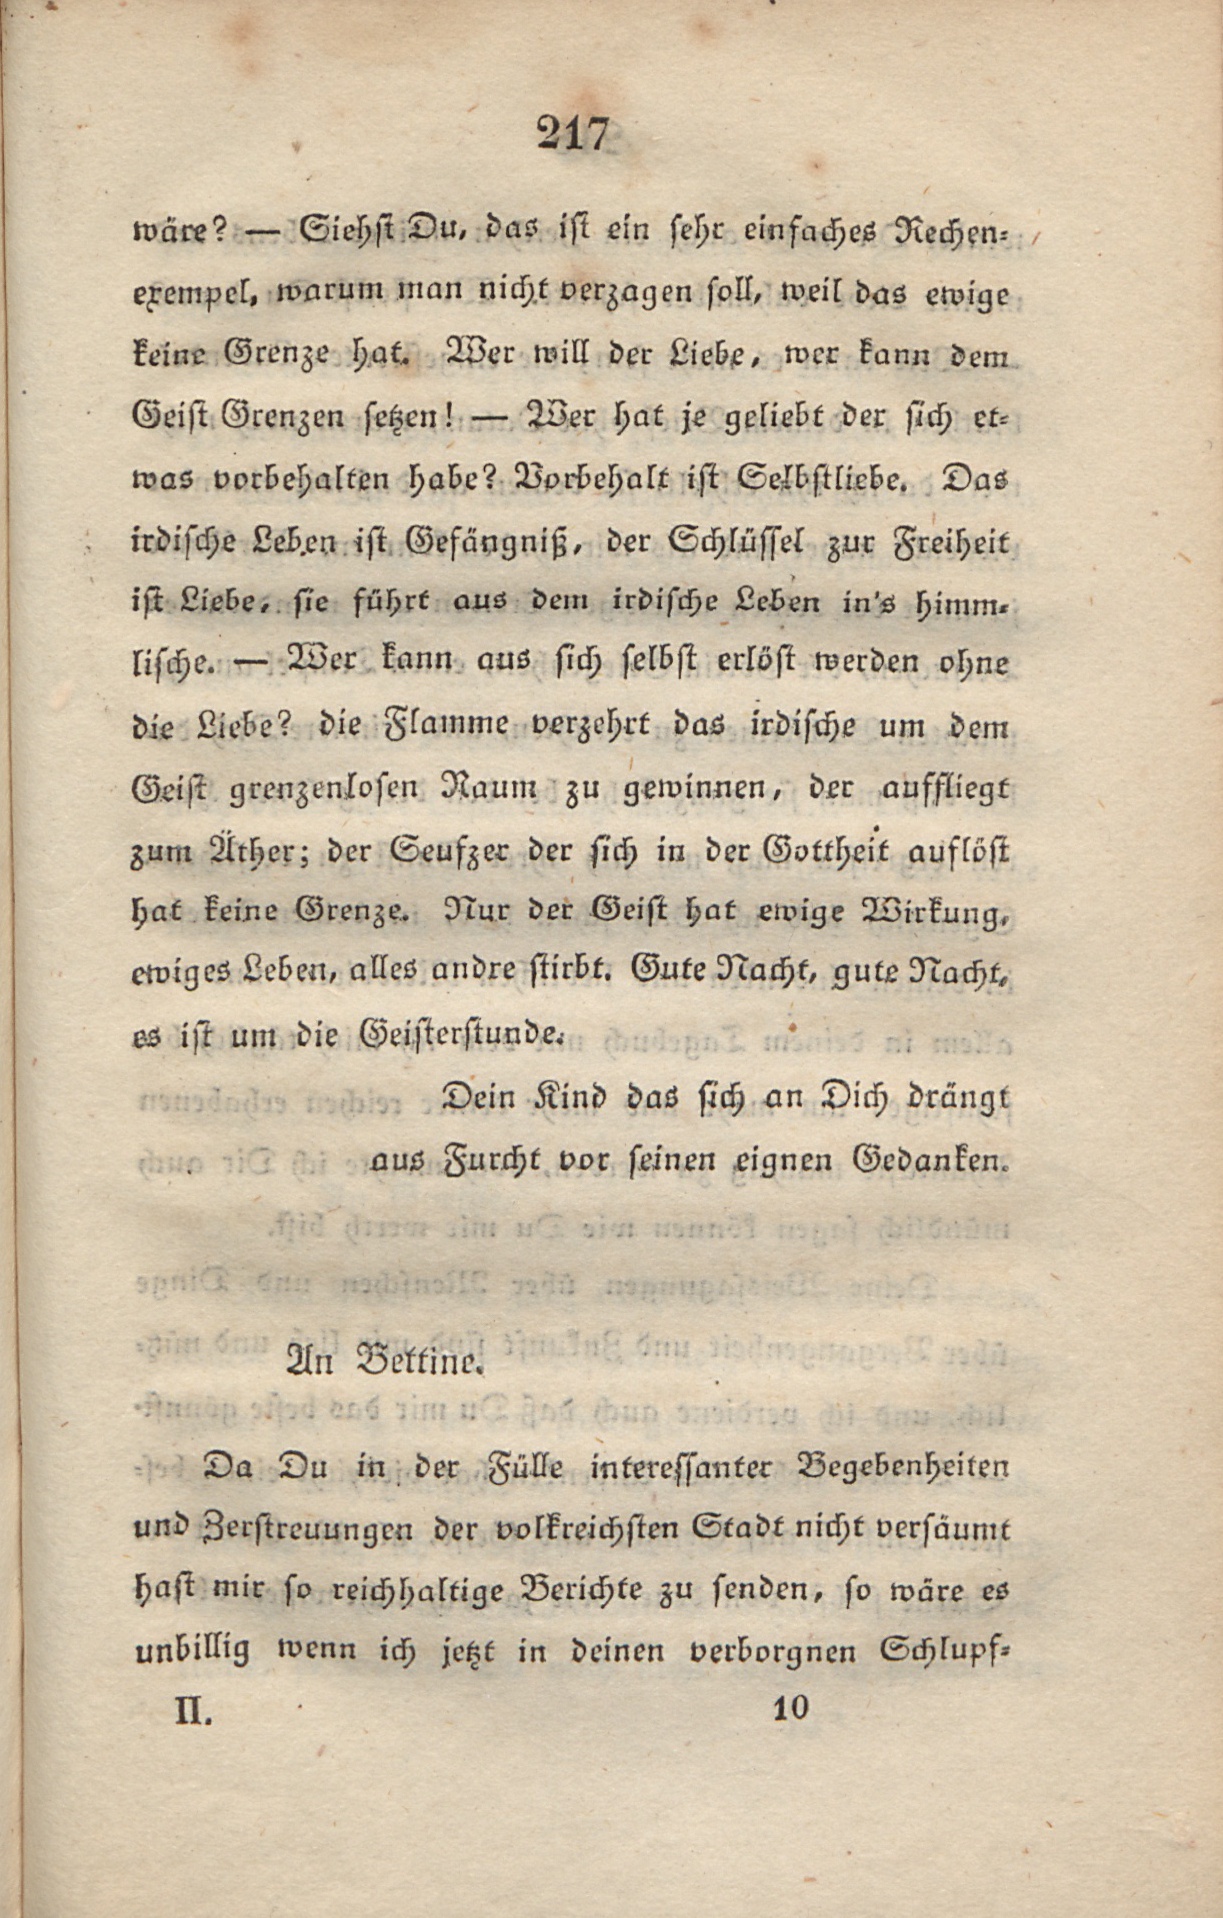 217
wäre? — Siehst Du, das ist ein sehr einfaches Rechen-
exempel, warum man nicht verzagen soll, weil das ewige
keine Grenze hat. Wer will der Liebe, wer kann dem
Geist Grenzen setzen! — Wer hat je geliebt der sich et-
was vorbehalten habe? Vorbehalt ist Selbstliebe. Das
irdische Leben ist Gefängniß, der Schlüssel zur Freiheit
ist Liebe, sie führt aus dem irdische Leben in's himm-
lische. — Wer kann aus sich selbst erlöst werden ohne
die Liebe? die Flamme verzehrt das irdische um dem
Geist grenzenlosen Raum zu gewinnen, der auffliegt
zum Äther; der Seufzer der sich in der Gottheit auflöst
hat keine Grenze. Nur der Geist hat ewige Wirkung,
ewiges Leben, alles andre stirbt. Gute Nacht, gute Nacht,
es ist um die Geisterstunde.
Dein Kind das sich an Dich drängt
aus Furcht vor seinen eignen Gedanken.
An Bettine.
Da Du in der Fülle interessanter Begebenheiten
und Zerstreuungen der volkreichsten Stadt nicht versäumt
hast mir so reichhaltige Berichte zu senden, so wäre es
unbillig wenn ich jetzt in deinen verborgnen Schlupf-
II. 10